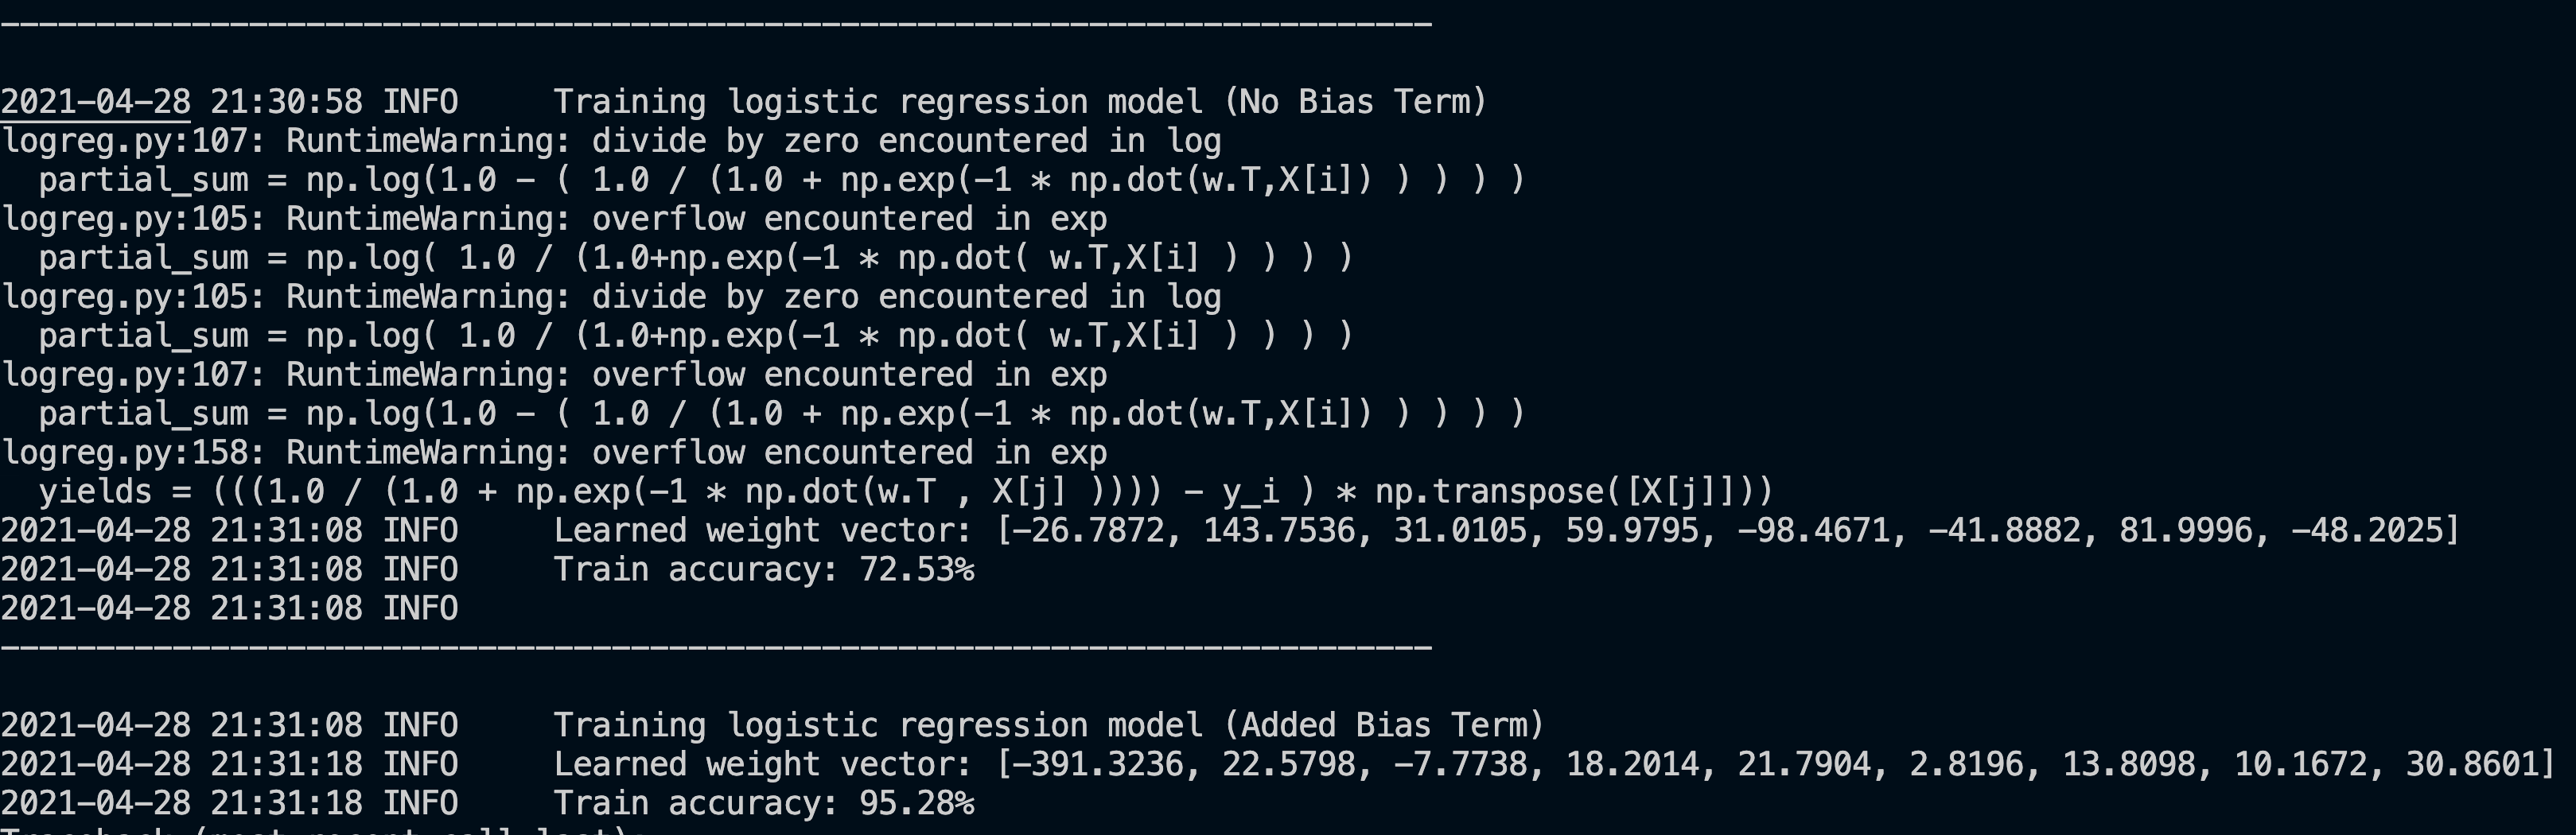 ---------------------------------------------------------------------------
2021-04-28 21:30:58 INFO     Training logistic regression model (No Bias Term)
logreg.py:107: RuntimeWarning: divide by zero encountered in log
  partial_sum = np.log(1.0 - ( 1.0 / (1.0 + np.exp(-1 * np.dot(w.T,X[i]) ) ) ) )
logreg.py:105: RuntimeWarning: overflow encountered in exp
  partial_sum = np.log( 1.0 / (1.0+np.exp(-1 * np.dot( w.T,X[i] ) ) ) )
logreg.py:105: RuntimeWarning: divide by zero encountered in log
  partial_sum = np.log( 1.0 / (1.0+np.exp(-1 * np.dot( w.T,X[i] ) ) ) )
logreg.py:107: RuntimeWarning: overflow encountered in exp
  partial_sum = np.log(1.0 - ( 1.0 / (1.0 + np.exp(-1 * np.dot(w.T,X[i]) ) ) ) )
logreg.py:158: RuntimeWarning: overflow encountered in exp
  yields = (((1.0 / (1.0 + np.exp(-1 * np.dot(w.T , X[j] )))) - y_i ) * np.transpose([X[j]]))
2021-04-28 21:31:08 INFO     Learned weight vector: [-26.7872, 143.7536, 31.0105, 59.9795, -98.4671, -41.8882, 81.9996, -48.2025]
2021-04-28 21:31:08 INFO     Train accuracy: 72.53%
2021-04-28 21:31:08 INFO
---------------------------------------------------------------------------
2021-04-28 21:31:08 INFO     Training logistic regression model (Added Bias Term)
2021-04-28 21:31:18 INFO     Learned weight vector: [-391.3236, 22.5798, -7.7738, 18.2014, 21.7904, 2.8196, 13.8098, 10.1672, 30.8601]
2021-04-28 21:31:18 INFO     Train accuracy: 95.28%
Traceback (most recent call last):